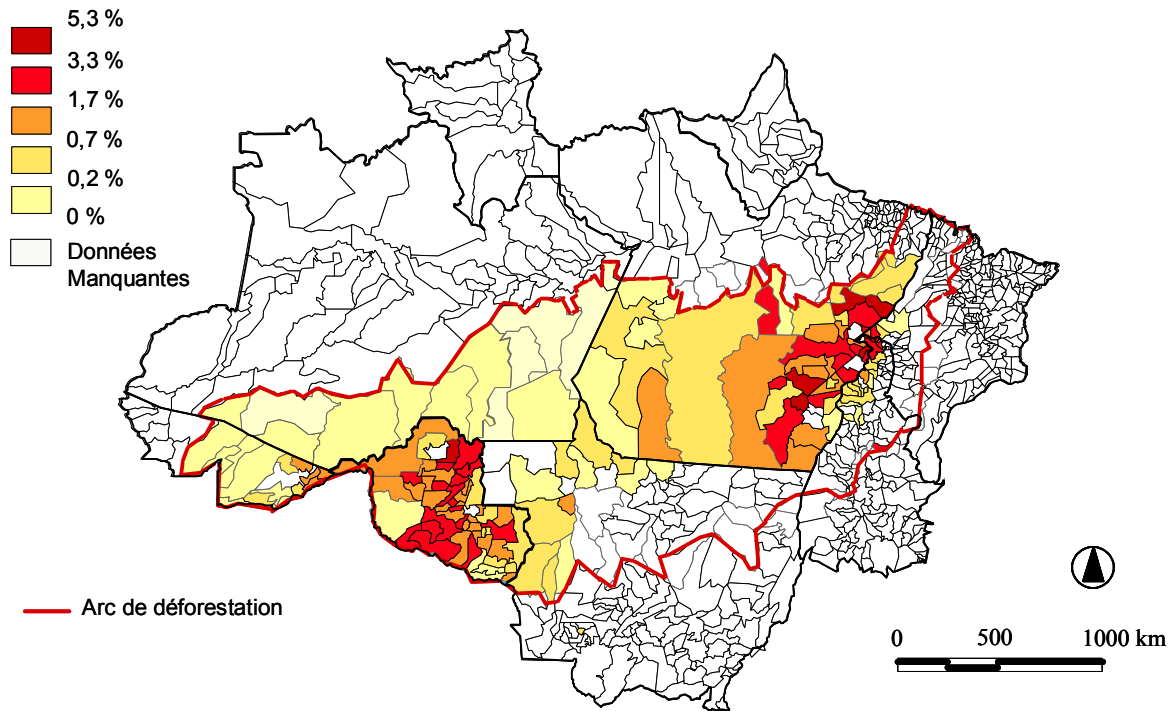 5,3 %
3,3 %
1,7 %
0,7 %
0,2 %
0 %
Données
Manquantes
Arc de déforestation
0 500 1000 km